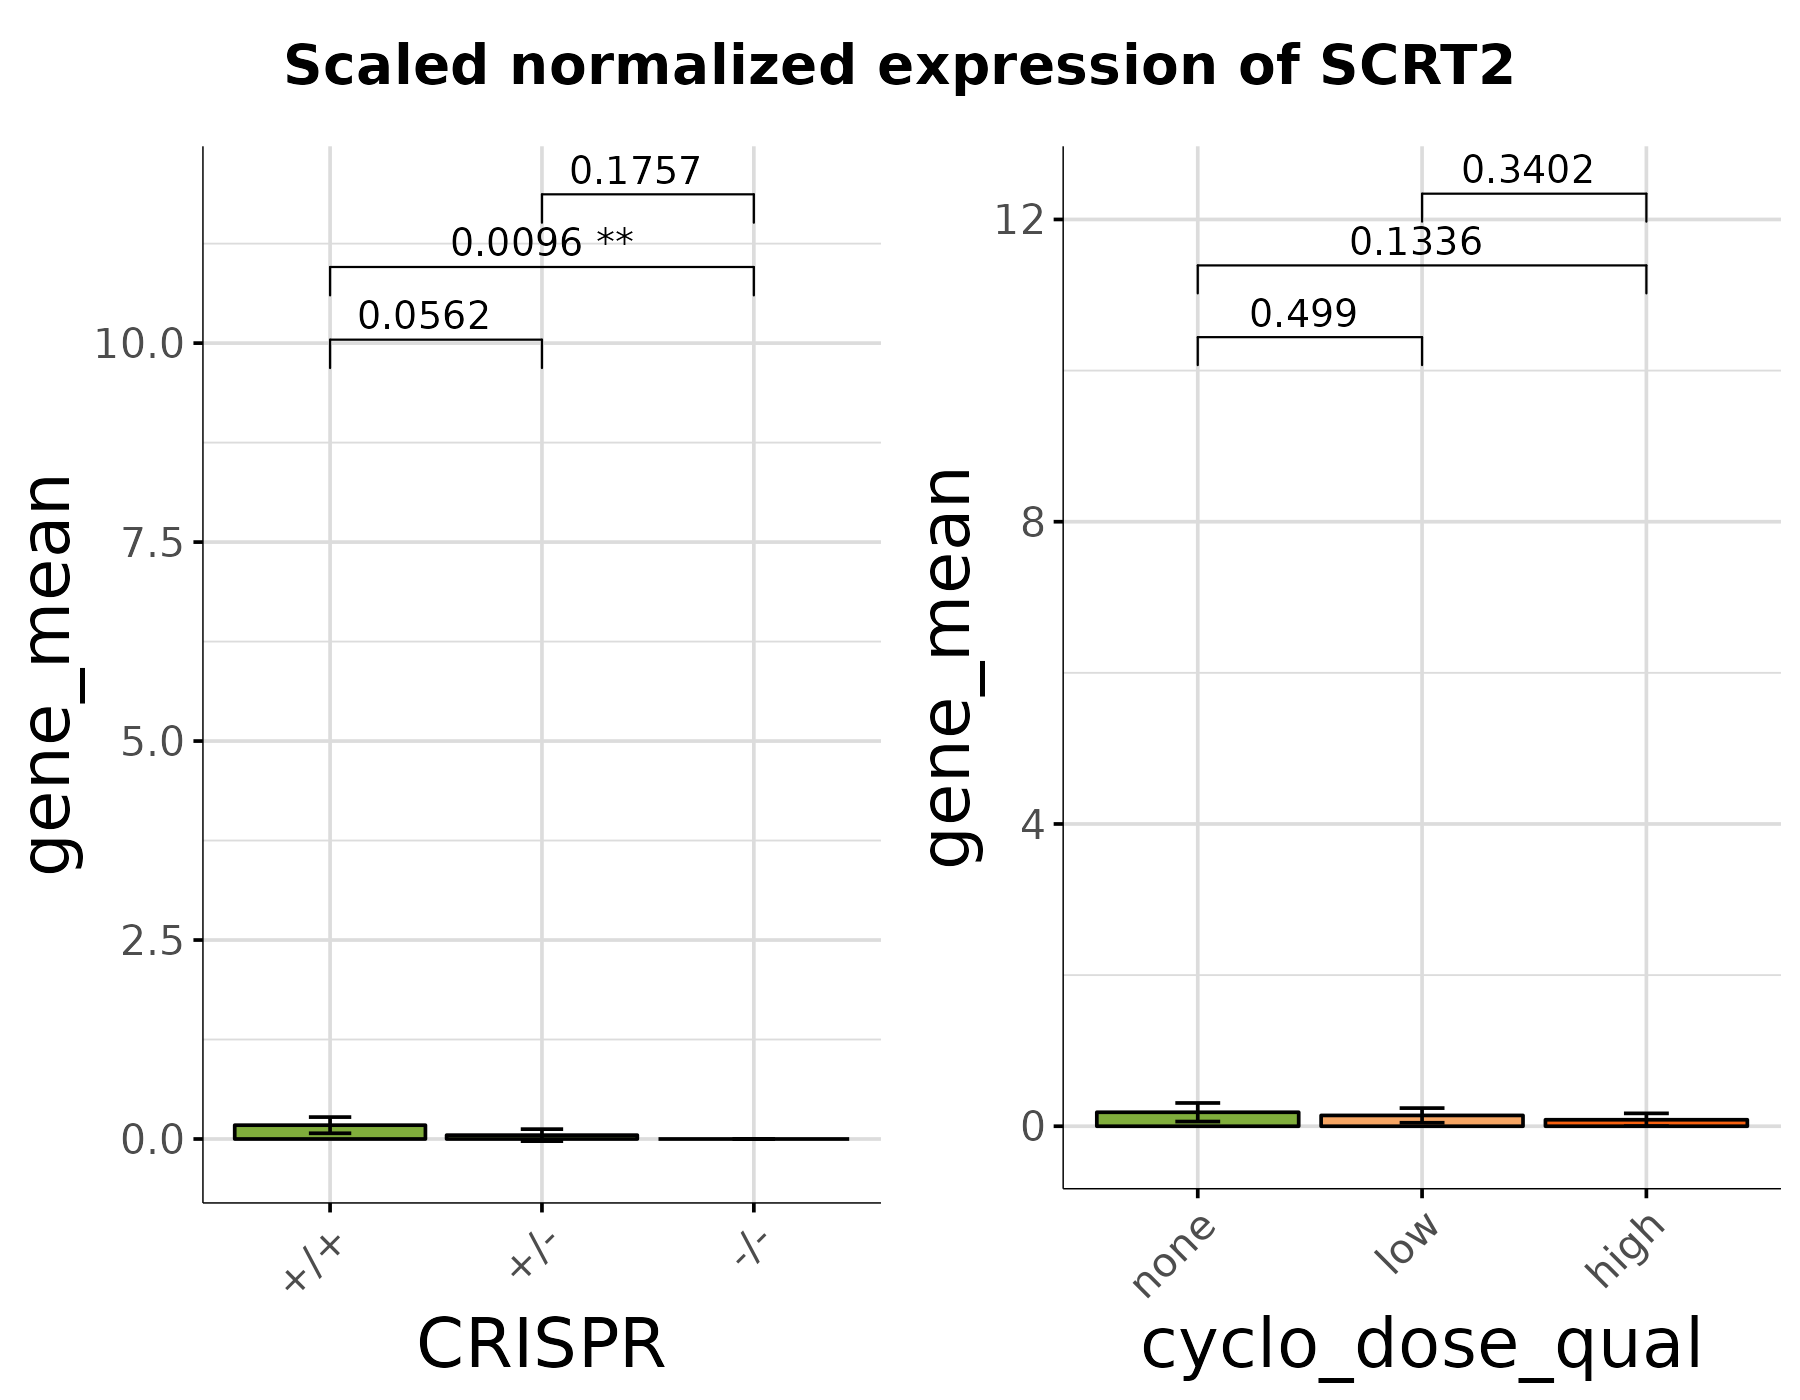 Scaled normalized expression of SCRT2
gene_mean
10.0
7.5
5.0
2.5
0.0
0.1757
0.0096 **
0.0562
+/+
+/-
-/-
CRISPR
gene_mean
12
8
4
0
0.3402
0.1336
0.499
none
low
high
cyclo_dose_qual